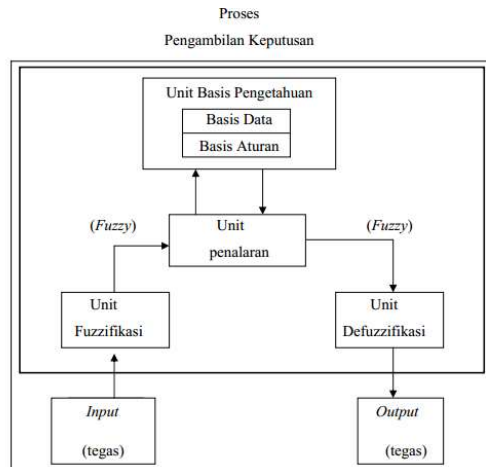 Proses
Pengambilan Keputusan
Unit Basis Pengetahuan
Basis Data
Basis Aturan
(Fuzzy)
Unit
penalaran
(Fuzzy)
Unit
Fuzzifikasi
Unit
Defuzzifikasi
Input
(tegas)
Output
(tegas)